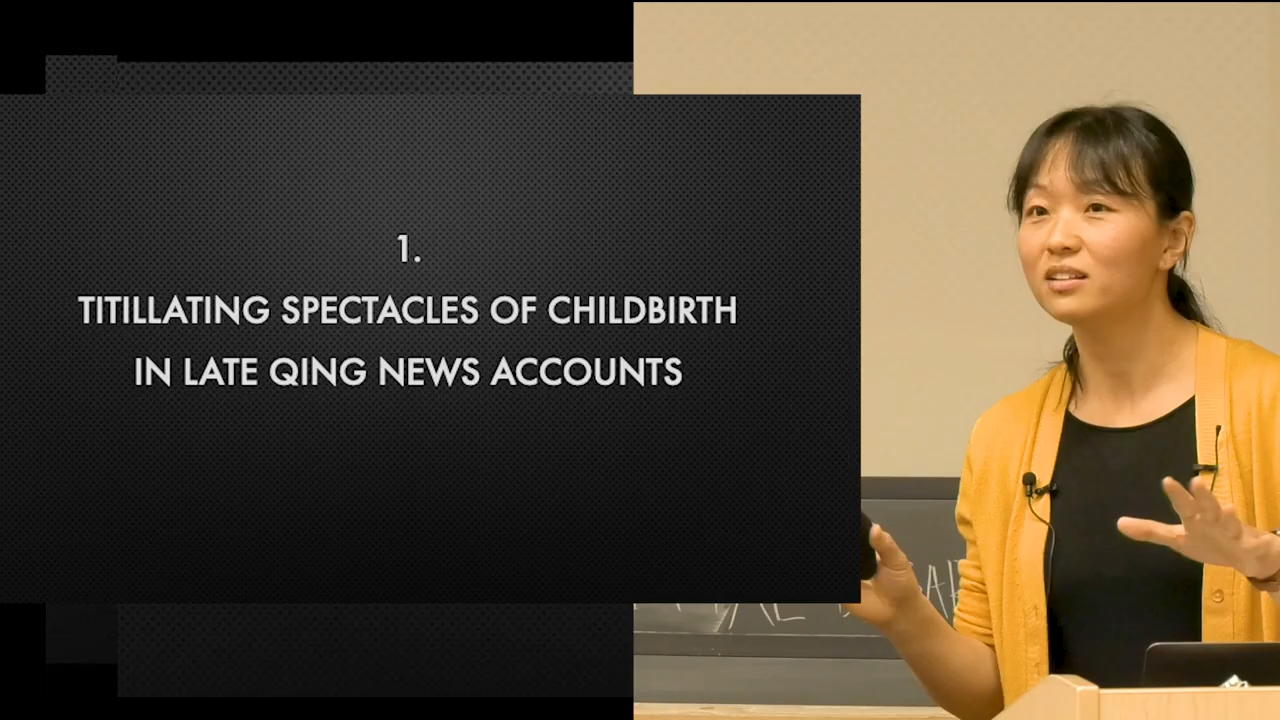 1.
TITILLATING SPECTACLES OF CHILDBIRTH
IN LATE QING NEWS ACCOUNTS